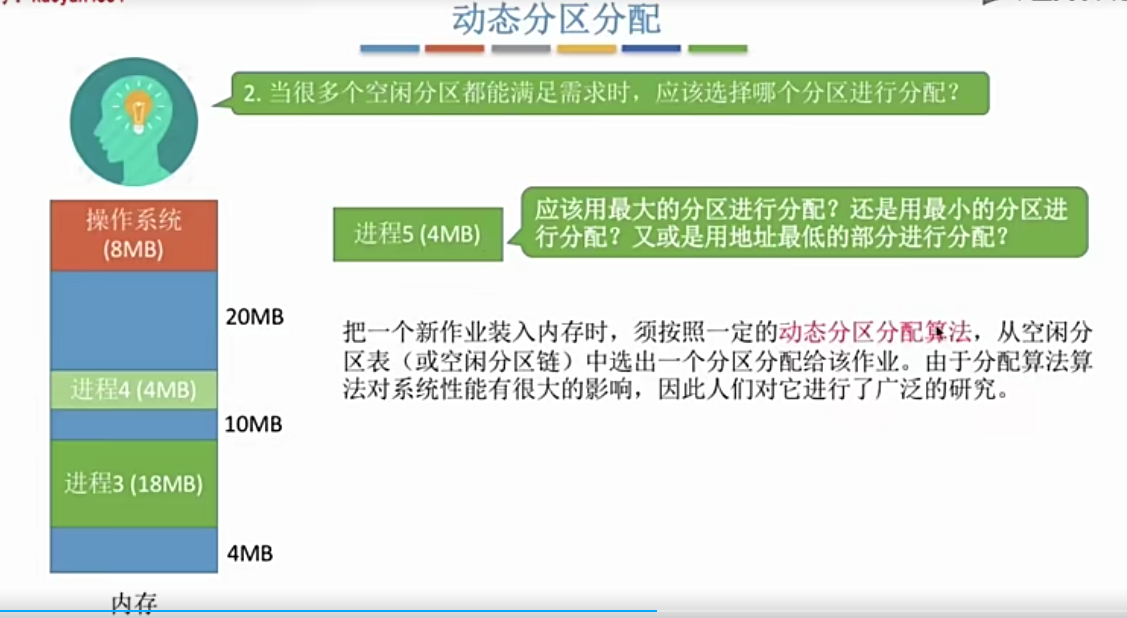 动态分区分配
2. 当很多个空闲分区都能满足需求时，应该选择哪个分区进行分配？
操作系统
(8MB)
20MB
进程4 (4MB)
10MB
进程3 (18MB)
4MB
内存
进程5 (4MB)
应该用最大的分区进行分配？还是用最小的分区进
行分配？又或是用地址最低的部分进行分配？
把一个新作业装入内存时，须按照一定的动态分区分配算法，从空闲分
区表（或空闲分区链）中选出一个分区分配给该作业。由于分配算法算
法对系统性能有很大的影响，因此人们对它进行了广泛的研究。